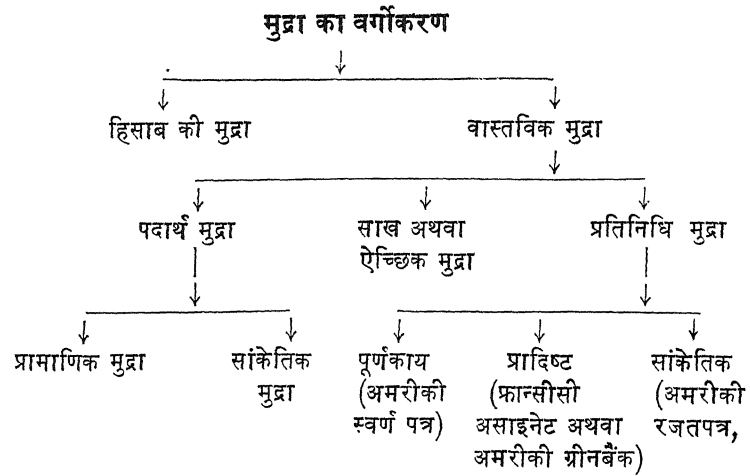 मुद्रा का वर्गीकरण
हिसाब की मुद्रा
वास्तविक मुद्रा
पदार्थ मुद्रा
साख अथवा
ऐच्छिक मुद्रा
प्रतिनिधि मुद्रा
प्रामाणिक मुद्रा
सांकेतिक
मुद्रा
पूर्णकाय
(अमरीकी
स्वर्ण पत्र)
प्रादिष्ट
(फ्रान्सीसी
असाइनेट अथवा
अमरीकी ग्रीनबैंक)
सांकेतिक
(अमरीकी
रजतपत्र,